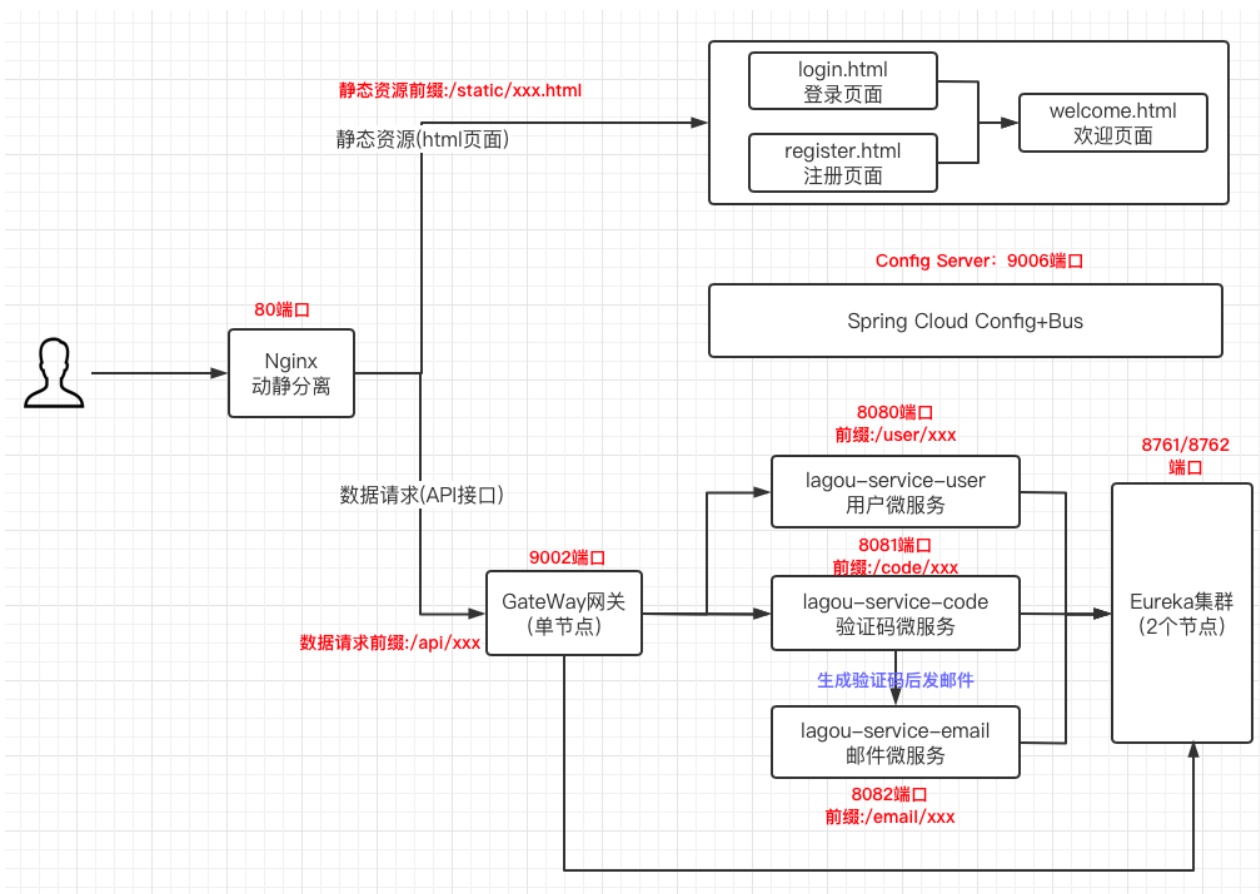 login.html
登录页面
静态资源前缀:/static/xxx.html
welcome.html
欢迎页面
静态资源(html页面)
register.html
注册页面
Config Server：9006端口
80端口
Spring Cloud Config+Bus
Nginx
动静分离
8080端口
前缀:/user/xxx
8761/8762
端口
lagou-service-user
用户微服务
数据请求(API接口)
8081端口
前缀:/code/xxx
9002端口
GateWay网关
（单节点）
lagou-service-code
验证码微服务
Eureka集群
（2个节点）
数据请求前缀:/api/xxx
生成验证码后发邮件
lagou-service-email
邮件微服务
8082端口
前缀:/email/xxx